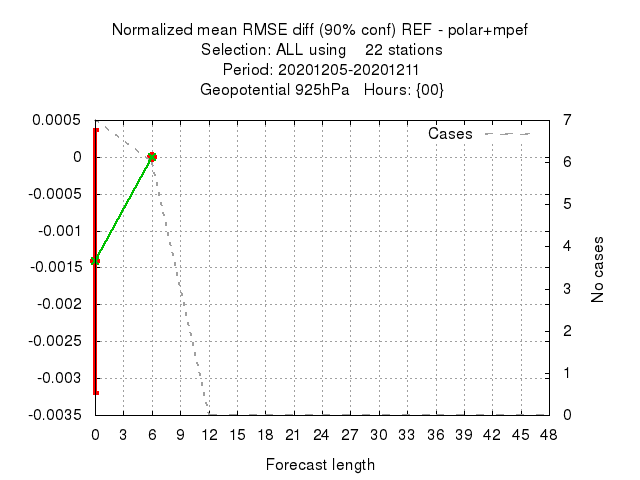 Normalized mean RMSE diff (90% conf) REF - polar+mpef
Selection: ALL using    22 stations
Period: 20201205-20201211
Geopotential 925hPa   Hours: {00}
Cases
0.0005
0
-0.0005
-0.001
-0.0015
-0.002
-0.0025
-0.003
-0.0035
7
6
5
4
3
2
1
0
No cases
0 3 6 9 12 15 18 21 24 27 30 33 36 39 42 45 48
Forecast length